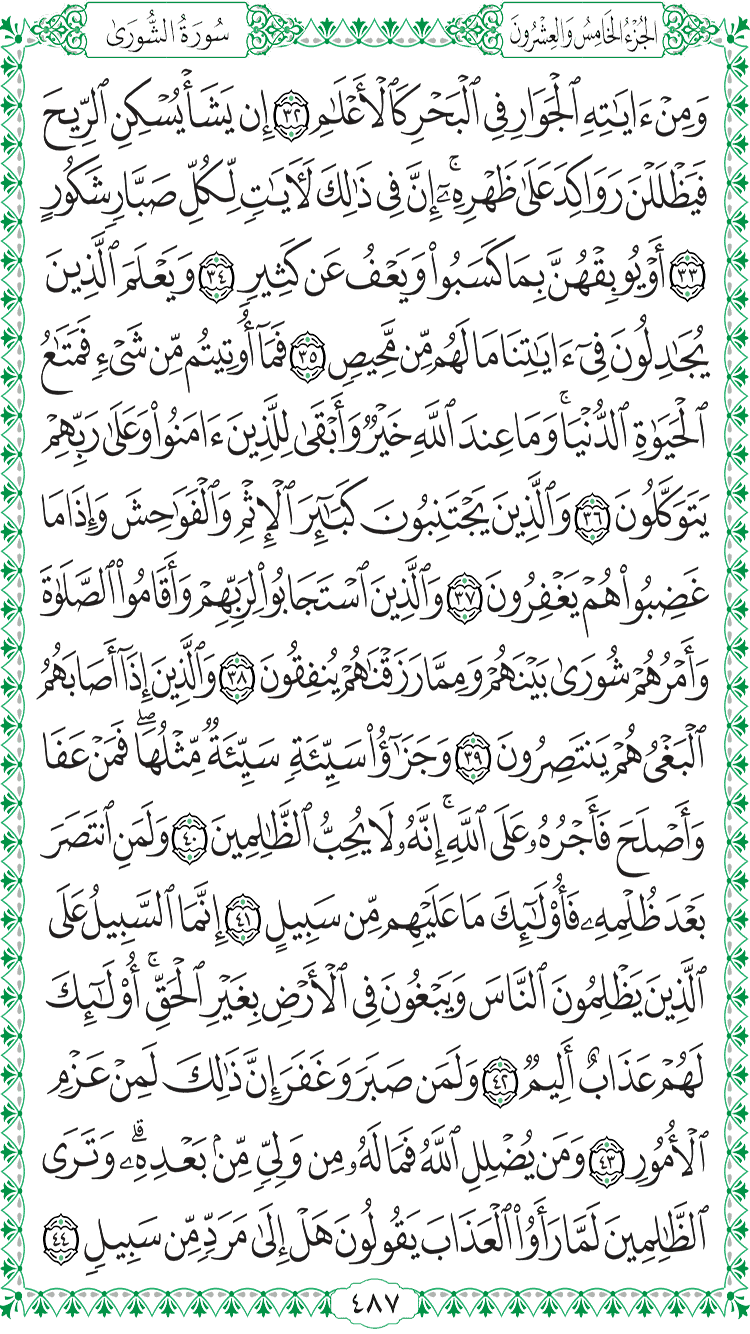 الجُزْءُ الخَامِسُ وَالعِشْرُونَ
سُورَةُ الشُّورَىٰ
وَمِنْ ءَايَـٰتِهِ ٱلْجَوَارِ فِى ٱلْبَحْرِ كَٱلْأَعْلَـٰمِ ٣٢ إِن يَشَأْ يُسْكِنِ ٱلرِّيحَ
فَيَظْلَلْنَ رَوَاكِدَ عَلَىٰ ظَهْرِهِۦٓ ۚ إِنَّ فِى ذَٰلِكَ لَـَٔايَـٰتٍ لِّكُلِّ صَبَّارٍ شَكُورٍ
٣٣ أَوْ يُوبِقْهُنَّ بِمَا كَسَبُوا۟ وَيَعْفُ عَن كَثِيرٍ ٣٤ وَيَعْلَمَ ٱلَّذِينَ
يُجَـٰدِلُونَ فِىٓ ءَايَـٰتِنَا مَا لَهُم مِّن مَّحِيصٍ ٣٥ فَمَآ أُوتِيتُم مِّن شَىْءٍ فَمَتَـٰعُ
ٱلْحَيَوٰةِ ٱلدُّنْيَا ۚ وَمَا عِندَ ٱللَّهِ خَيْرٌ وَأَبْقَىٰ لِلَّذِينَ ءَامَنُوا۟ وَعَلَىٰ رَبِّهِمْ
يَتَوَكَّلُونَ ٣٦ وَٱلَّذِينَ يَجْتَنِبُونَ كَبَـٰٓئِرَ ٱلْإِثْمِ وَٱلْفَوَٰحِشَ وَإِذَا مَا
غَضِبُوا۟ هُمْ يَغْفِرُونَ ٣٧ وَٱلَّذِينَ ٱسْتَجَابُوا۟ لِرَبِّهِمْ وَأَقَامُوا۟ ٱلصَّلَوٰةَ
وَأَمْرُهُمْ شُورَىٰ بَيْنَهُمْ وَمِمَّا رَزَقْنَـٰهُمْ يُنفِقُونَ ٣٨ وَٱلَّذِينَ إِذَآ أَصَابَهُمُ
ٱلْبَغْىُ هُمْ يَنتَصِرُونَ ٣٩ وَجَزَٰٓؤُا۟ سَيِّئَةٍ سَيِّئَةٌ مِّثْلُهَا ۖ فَمَنْ عَفَا
وَأَصْلَحَ فَأَجْرُهُۥ عَلَى ٱللَّهِ ۚ إِنَّهُۥ لَا يُحِبُّ ٱلظَّـٰلِمِينَ ٤٠ وَلَمَنِ ٱنتَصَرَ
بَعْدَ ظُلْمِهِۦ فَأُو۟لَـٰٓئِكَ مَا عَلَيْهِم مِّن سَبِيلٍ ٤١ إِنَّمَا ٱلسَّبِيلُ عَلَى
ٱلَّذِينَ يَظْلِمُونَ ٱلنَّاسَ وَيَبْغُونَ فِى ٱلْأَرْضِ بِغَيْرِ ٱلْحَقِّ ۚ أُو۟لَـٰٓئِكَ
لَهُمْ عَذَابٌ أَلِيمٌ ٤٢ وَلَمَن صَبَرَ وَغَفَرَ إِنَّ ذَٰلِكَ لَمِنْ عَزْمِ
ٱلْأُمُورِ ٤٣ وَمَن يُضْلِلِ ٱللَّهُ فَمَا لَهُۥ مِن وَلِىٍّ مِّنۢ بَعْدِهِۦ ۗ وَتَرَى
ٱلظَّـٰلِمِينَ لَمَّا رَأَوُا۟ ٱلْعَذَابَ يَقُولُونَ هَلْ إِلَىٰ مَرَدٍّ مِّن سَبِيلٍ ٤٤
٤٨٧